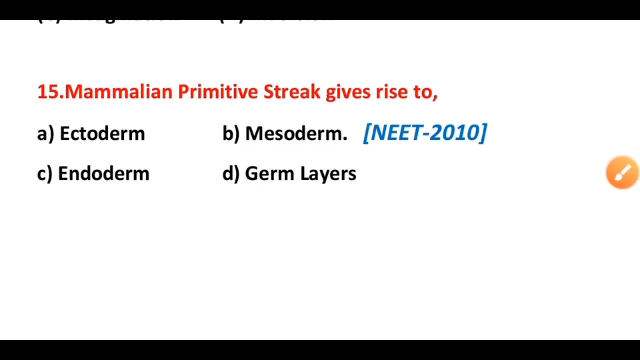 15.Mammalian Primitive Streak gives rise to,
a) Ectoderm b) Mesoderm. [NEET-2010]
c) Endoderm d) Germ Layers